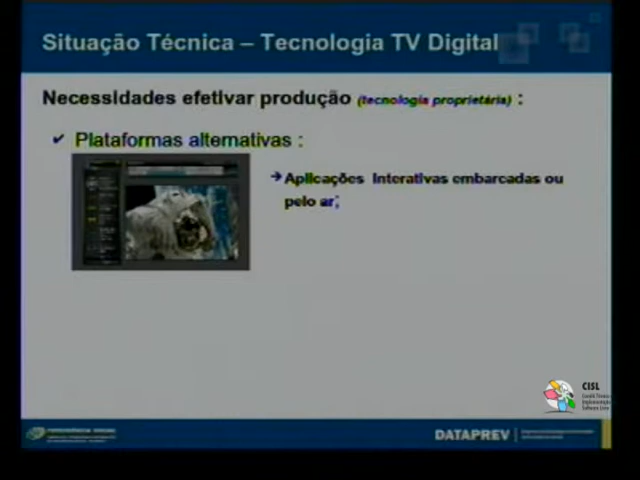 Situação Técnica – Tecnologia TV Digital
Necessidades efetivar produção (tecnologia proprietária) :
✔ Plataformas alternativas :
→ Aplicações interativas embarcadas ou
pelo ar;
CISL
DATAPREV